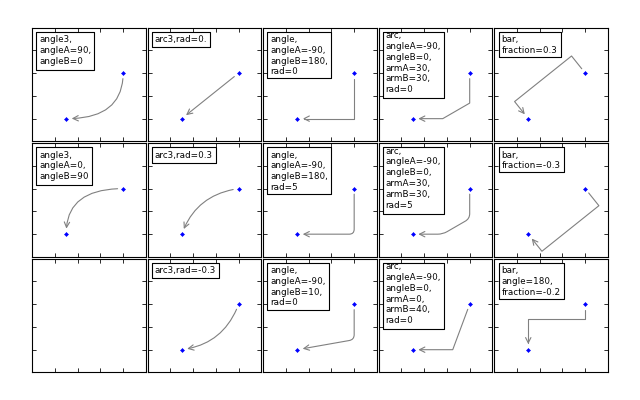 angle3,
angleA=90,
angleB=0
arc3,rad=0.
angle,
angleA=-90,
angleB=180,
rad=0
arc,
angleA=-90,
angleB=0,
armA=30,
armB=30,
rad=0
bar,
fraction=0.3
angle3,
angleA=0,
angleB=90
arc3,rad=0.3
angle,
angleA=-90,
angleB=180,
rad=5
arc,
angleA=-90,
angleB=0,
armA=30,
armB=30,
rad=5
bar,
fraction=-0.3
arc3,rad=-0.3
angle,
angleA=-90,
angleB=10,
rad=0
arc,
angleA=-90,
angleB=0,
armA=0,
armB=40,
rad=0
bar,
angle=180,
fraction=-0.2